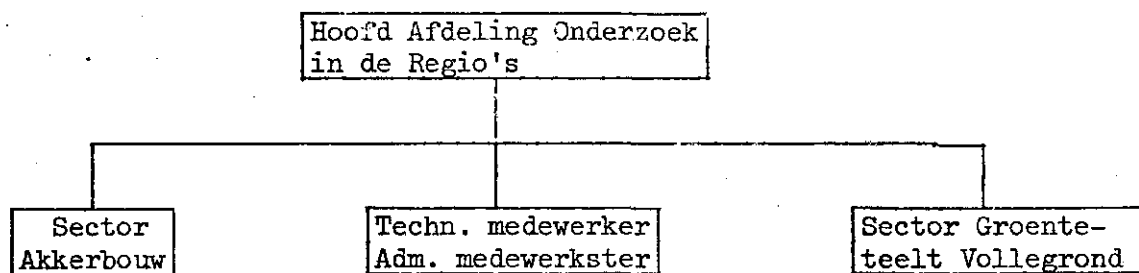 Hoofd Afdeling Onderzoek
in de Regio's
Sector
Akkerbouw
Techn. medewerker
Adm. medewerkster
Sector Groente-
teelt Vollegrond